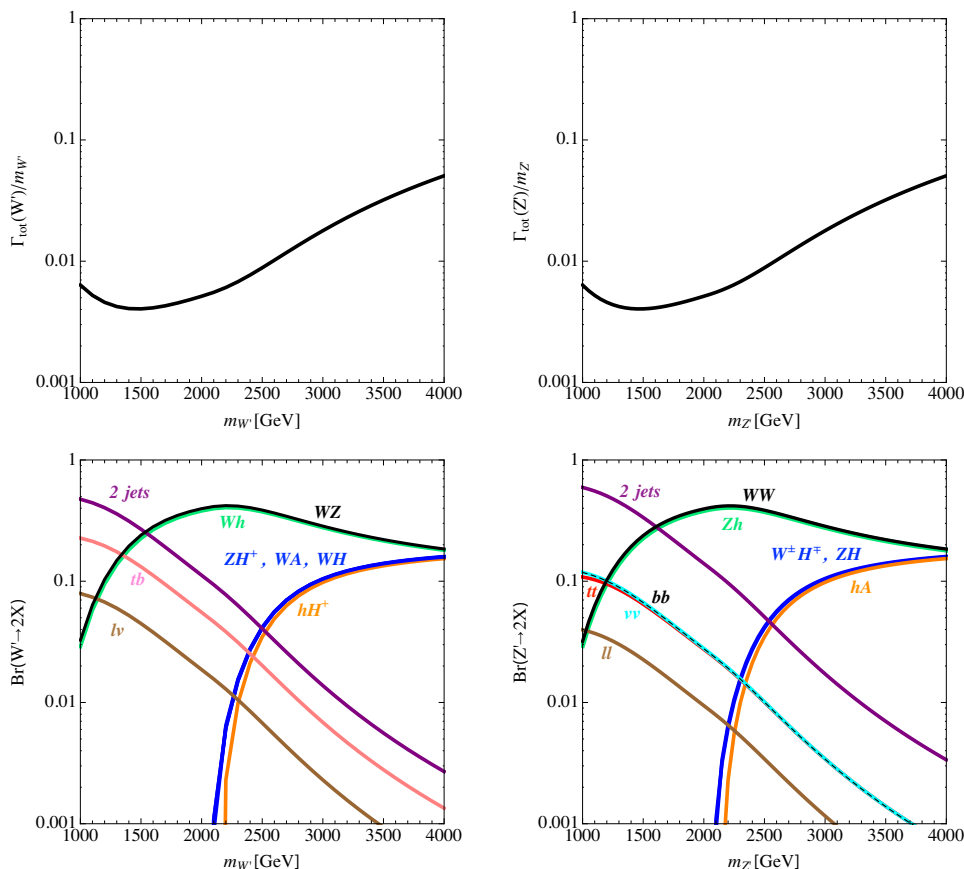 1
0.1
0.01
0.001
Γtot(W')/mW'
1000 1500 2000 2500 3000 3500 4000
mW' [GeV]
1
0.1
0.01
0.001
Γtot(Z')/mZ'
1000 1500 2000 2500 3000 3500 4000
mZ' [GeV]
1
0.1
0.01
0.001
Br(W'→2X)
2 jets
Wh
WZ
ZH+ , WA, WH
tb
hH+
lν
1000 1500 2000 2500 3000 3500 4000
mW' [GeV]
1
0.1
0.01
0.001
Br(Z'→2X)
2 jets
WW
Zh
W±H∓, ZH
tt
bb
νν
hA
ll
1000 1500 2000 2500 3000 3500 4000
mZ' [GeV]